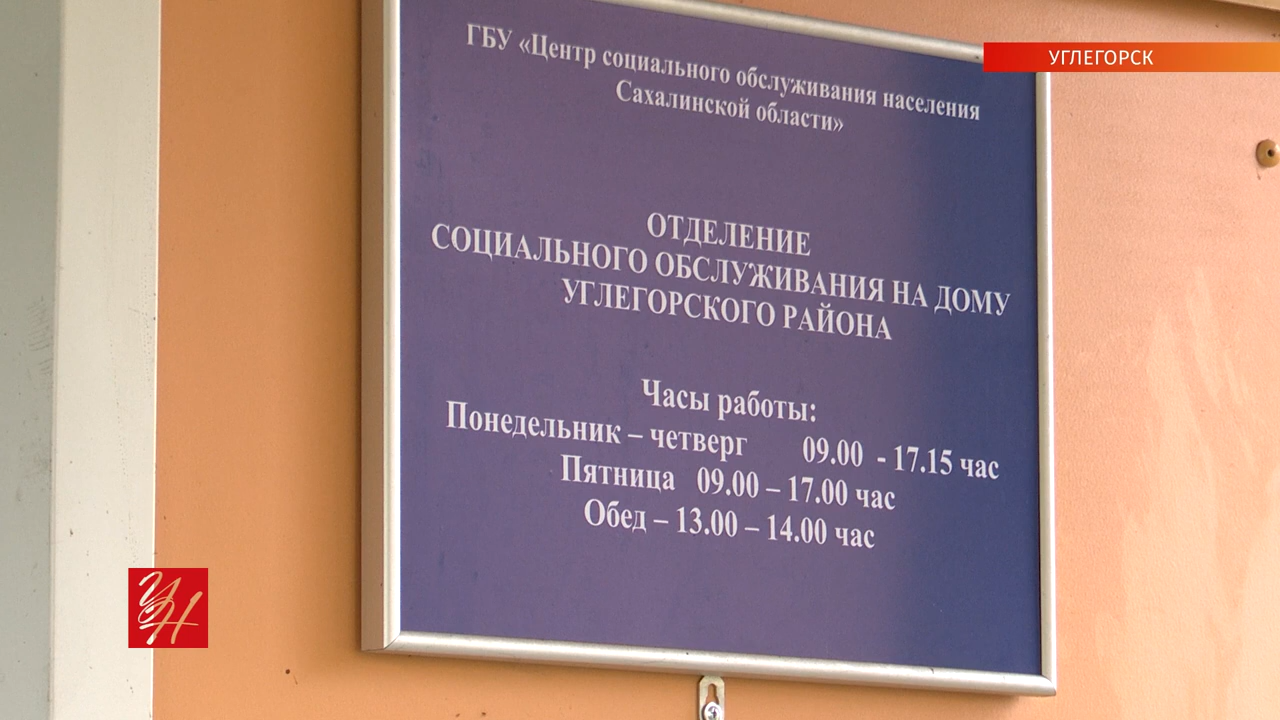 УГЛЕГОРСК
ГБУ «Центр социального обслуживания населения
Сахалинской области»
ОТДЕЛЕНИЕ
СОЦИАЛЬНОГО ОБСЛУЖИВАНИЯ НА ДОМУ
УГЛЕГОРСКОГО РАЙОНА
Часы работы:
Понедельник – четверг 09.00 - 17.15 час
Пятница 09.00 – 17.00 час
Обед – 13.00 – 14.00 час
УН